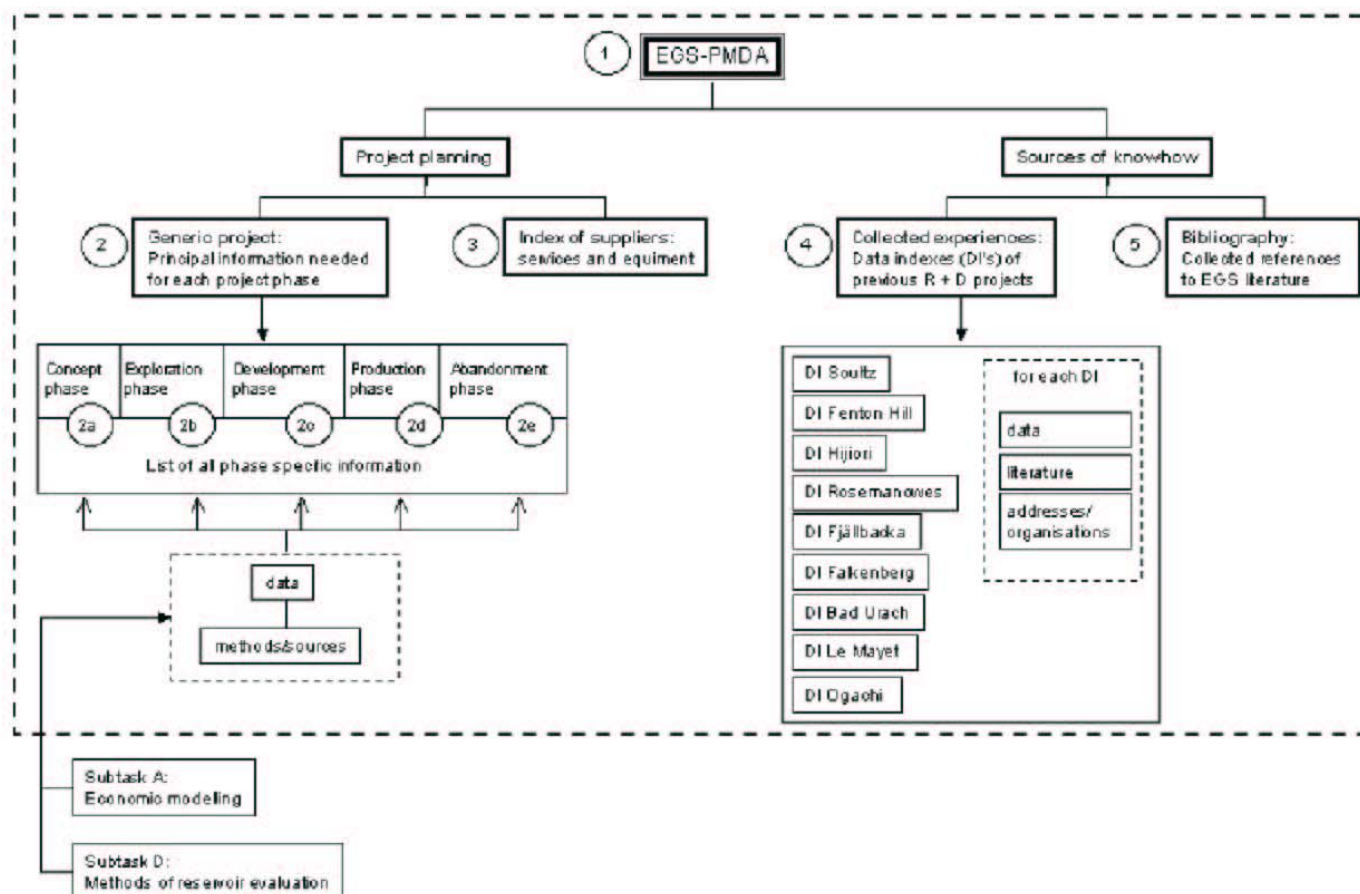 1
EGS-PMDA
Project planning
Sources of knowhow
2
Generic project:
Principal information needed
for each project phase
3
Index of suppliers:
services and equiment
4
Collected experiences:
Data indexes (DI's) of
previous R + D projects
5
Bibliography:
Collected references
to EGS literature
Concept
phase
Exploration
phase
Development
phase
Production
phase
Abandonment
phase
2a
2b
2c
2d
2e
List of all phase specific information
data
methods/sources
DI Soultz
DI Fenton Hill
DI Hijiori
DI Rosemanowes
DI Fjällbacka
DI Falkenberg
DI Bad Urach
DI Le Mayet
DI Ogachi
for each DI
data
literature
addresses/
organisations
Subtask A:
Economic modeling
Subtask D:
Methods of reservoir evaluation